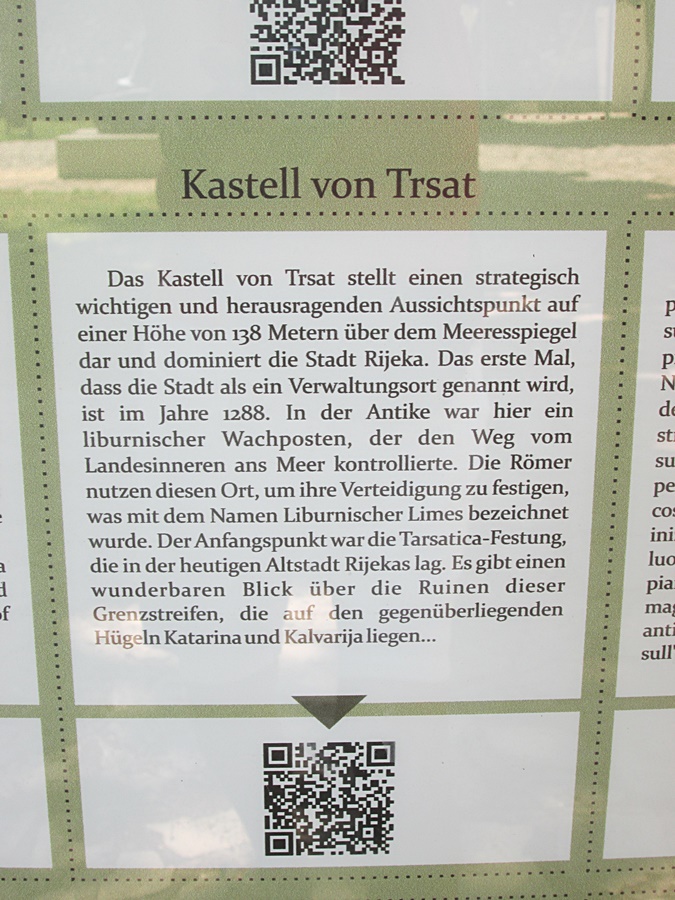 Kastell von Trsat
Das Kastell von Trsat stellt einen strategisch
wichtigen und herausragenden Aussichtspunkt auf
einer Höhe von 138 Metern über dem Meeresspiegel
dar und dominiert die Stadt Rijeka. Das erste Mal,
dass die Stadt als ein Verwaltungsort genannt wird,
ist im Jahre 1288. In der Antike war hier ein
liburnischer Wachposten, der den Weg vom
Landesinneren ans Meer kontrollierte. Die Römer
nutzen diesen Ort, um ihre Verteidigung zu festigen,
was mit dem Namen Liburnischer Limes bezeichnet
wurde. Der Anfangspunkt war die Tarsatica-Festung,
die in der heutigen Altstadt Rijekas lag. Es gibt einen
wunderbaren Blick über die Ruinen dieser
Grenzstreifen, die auf den gegenüberliegenden
Hügeln Katarina und Kalvarija liegen...